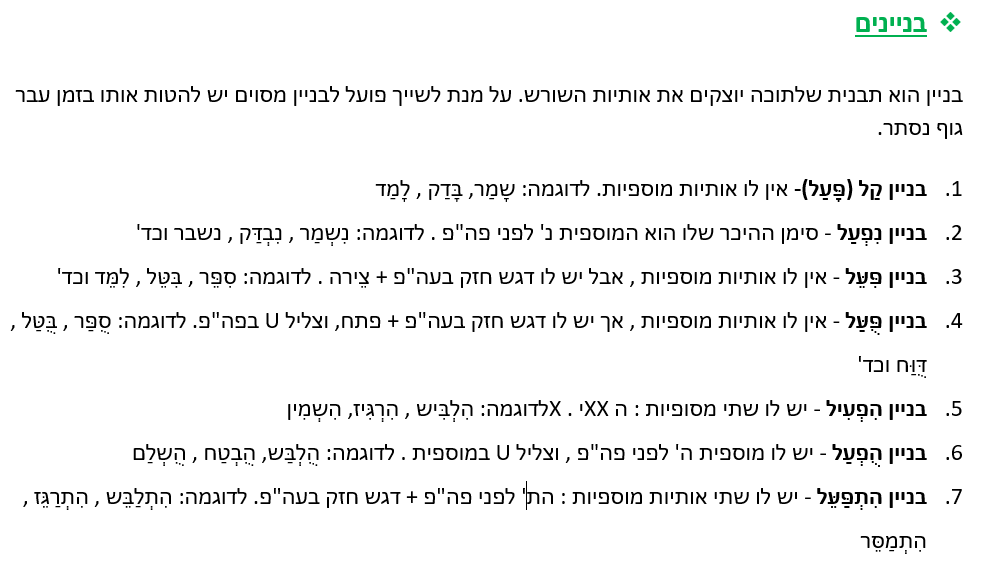 ❖ בניינים
בניין הוא תבנית שלתוכה יוצקים את אותיות השורש. על מנת לשייך פועל לבניין מסוים יש להטות אותו בזמן עבר
גוף נסתר.
1. בניין קַל (פָּעַל)- אין לו אותיות מוספיות. לדוגמה: שָׁמַר, בָּדַק , לָמַד
2. בניין נִפְעַל - סימן ההיכר שלו הוא המוספית נ' לפני פה"פ . לדוגמה: נִשְׁמַר , נִבְדַּק , נשבר וכד'
3. בניין פִּעֵּל - אין לו אותיות מוספיות , אבל יש לו דגש חזק בעה"פ + צֵירה . לדוגמה: סִפֵּר , בִּטֵּל , לִמֵּד וכד'
4. בניין פֻּעַּל - אין לו אותיות מוספיות , אך יש לו דגש חזק בעה"פ + פתח, וצליל U בפה"פ. לדוגמה: סֻפַּר , בֻּטַּל ,
דֻּוַּח וכד'
5. בניין הִפְעִיל - יש לו שתי מסופיות : ה XXי X . לדוגמה: הִלְבִּישׁ , הִרְגִּיז, הִשְׁמִין
6. בניין הֻפְעַל - יש לו מוספית ה' לפני פה"פ , וצליל U במוספית . לדוגמה: הֻלְבַּשׁ, הֻבְטַח , הֻשְׁלַם
7. בניין הִתְפַּעֵּל - יש לו שתי אותיות מוספיות : הת' לפני פה"פ + דגש חזק בעה"פ. לדוגמה: הִתְלַבֵּשׁ , הִתְרַגֵּז ,
הִתְמַסֵּר